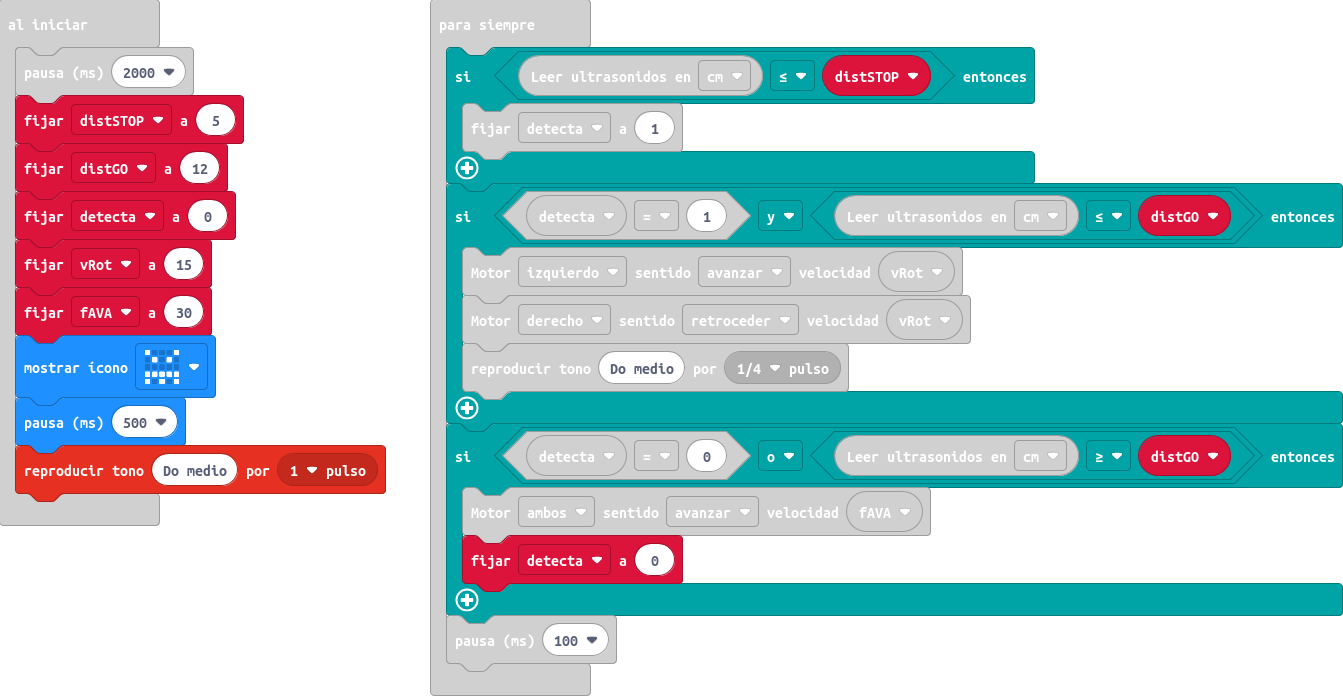 al iniciar
pausa (ms) 2000
fijar distSTOP a 5
fijar distGO a 12
fijar detecta a 0
fijar vRot a 15
fijar fAVA a 30
mostrar ícono
pausa (ms) 500
reproducir tono Do medio por 1 pulso
para siempre
si Leer ultrasonidos en cm ≤ distSTOP entonces
fijar detecta a 1
si detecta = 1 y Leer ultrasonidos en cm ≤ distGO entonces
Motor izquierdo sentido avanzar velocidad vRot
Motor derecho sentido retroceder velocidad vRot
reproducir tono Do medio por 1/4 pulso
si detecta = 0 o Leer ultrasonidos en cm ≥ distGO entonces
Motor ambos sentido avanzar velocidad fAVA
fijar detecta a 0
pausa (ms) 100